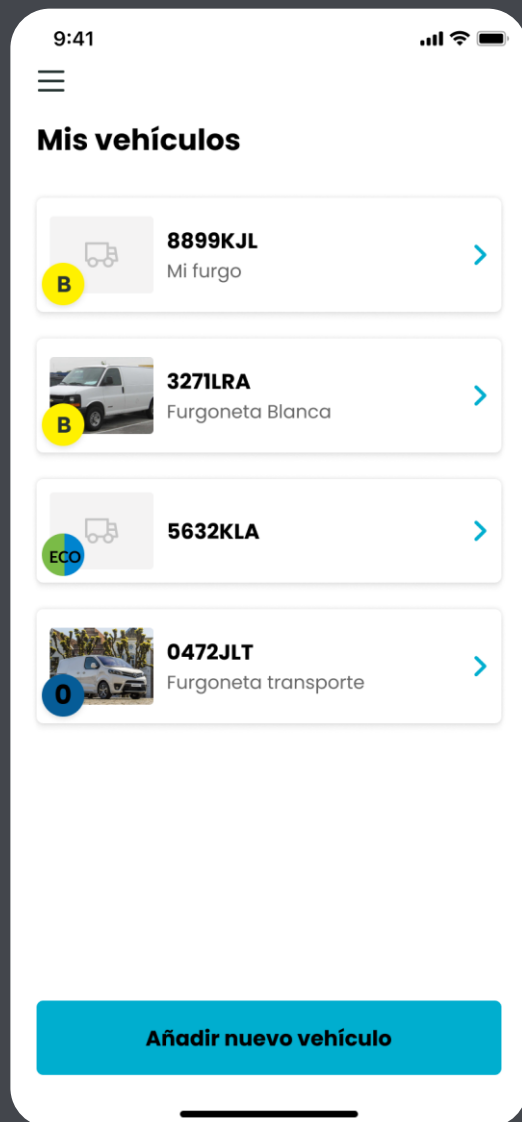 9:41
Mis vehículos
8899KJL
Mi furgo
B
3271LRA
Furgoneta Blanca
B
5632KLA
ECO
0472JLT
Furgoneta transporte
0
Añadir nuevo vehículo